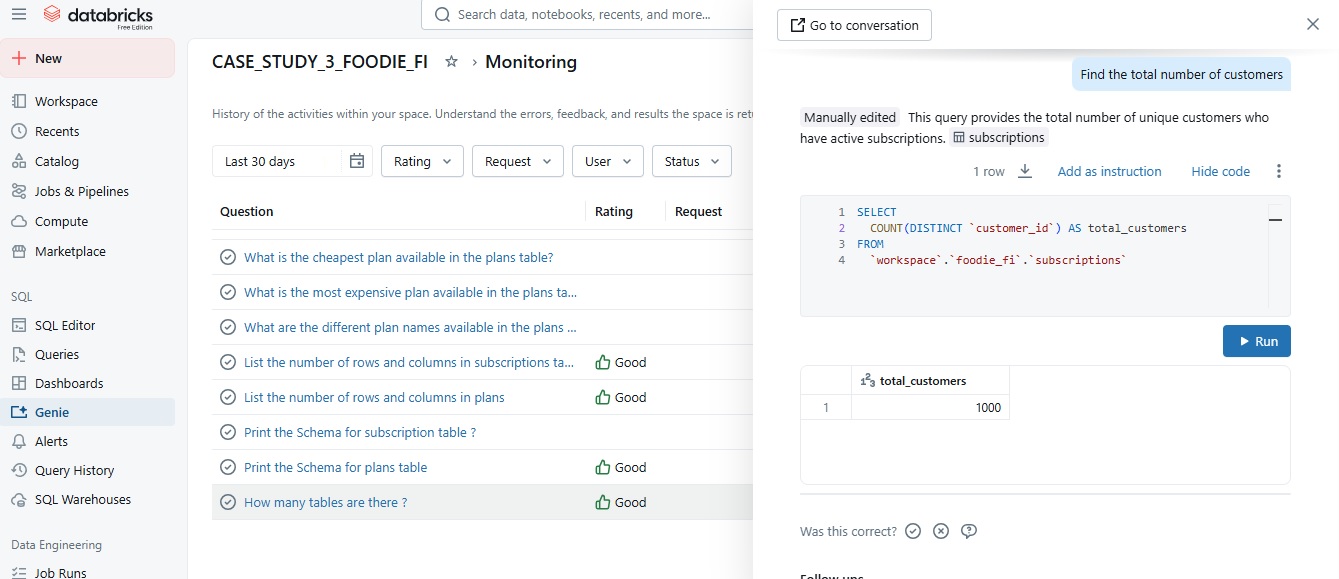 databricks
Free Edition
Search data, notebooks, recents, and more...
New
Workspace
Recents
Catalog
Jobs & Pipelines
Compute
Marketplace
SQL
SQL Editor
Queries
Dashboards
Genie
Alerts
Query History
SQL Warehouses
Data Engineering
Job Runs
CASE_STUDY_3_FOODIE_FI › Monitoring
History of the activities within your space. Understand the errors, feedback, and results the space is
Last 30 days Rating Request User Status
Question Rating Request
What is the cheapest plan available in the plans table?
What is the most expensive plan available in the plans ta...
What are the different plan names available in the plans ...
List the number of rows and columns in subscriptions ta... Good
List the number of rows and columns in plans Good
Print the Schema for subscription table ?
Print the Schema for plans table Good
How many tables are there ? Good
Go to conversation
Find the total number of customers
Manually edited This query provides the total number of unique customers who
have active subscriptions. subscriptions
1 row Add as instruction Hide code
1 SELECT
2 COUNT(DISTINCT `customer_id`) AS total_customers
3 FROM
4 `workspace`.`foodie_fi`.`subscriptions`
Run
123 total_customers
1 1000
Was this correct?
Follow-ups